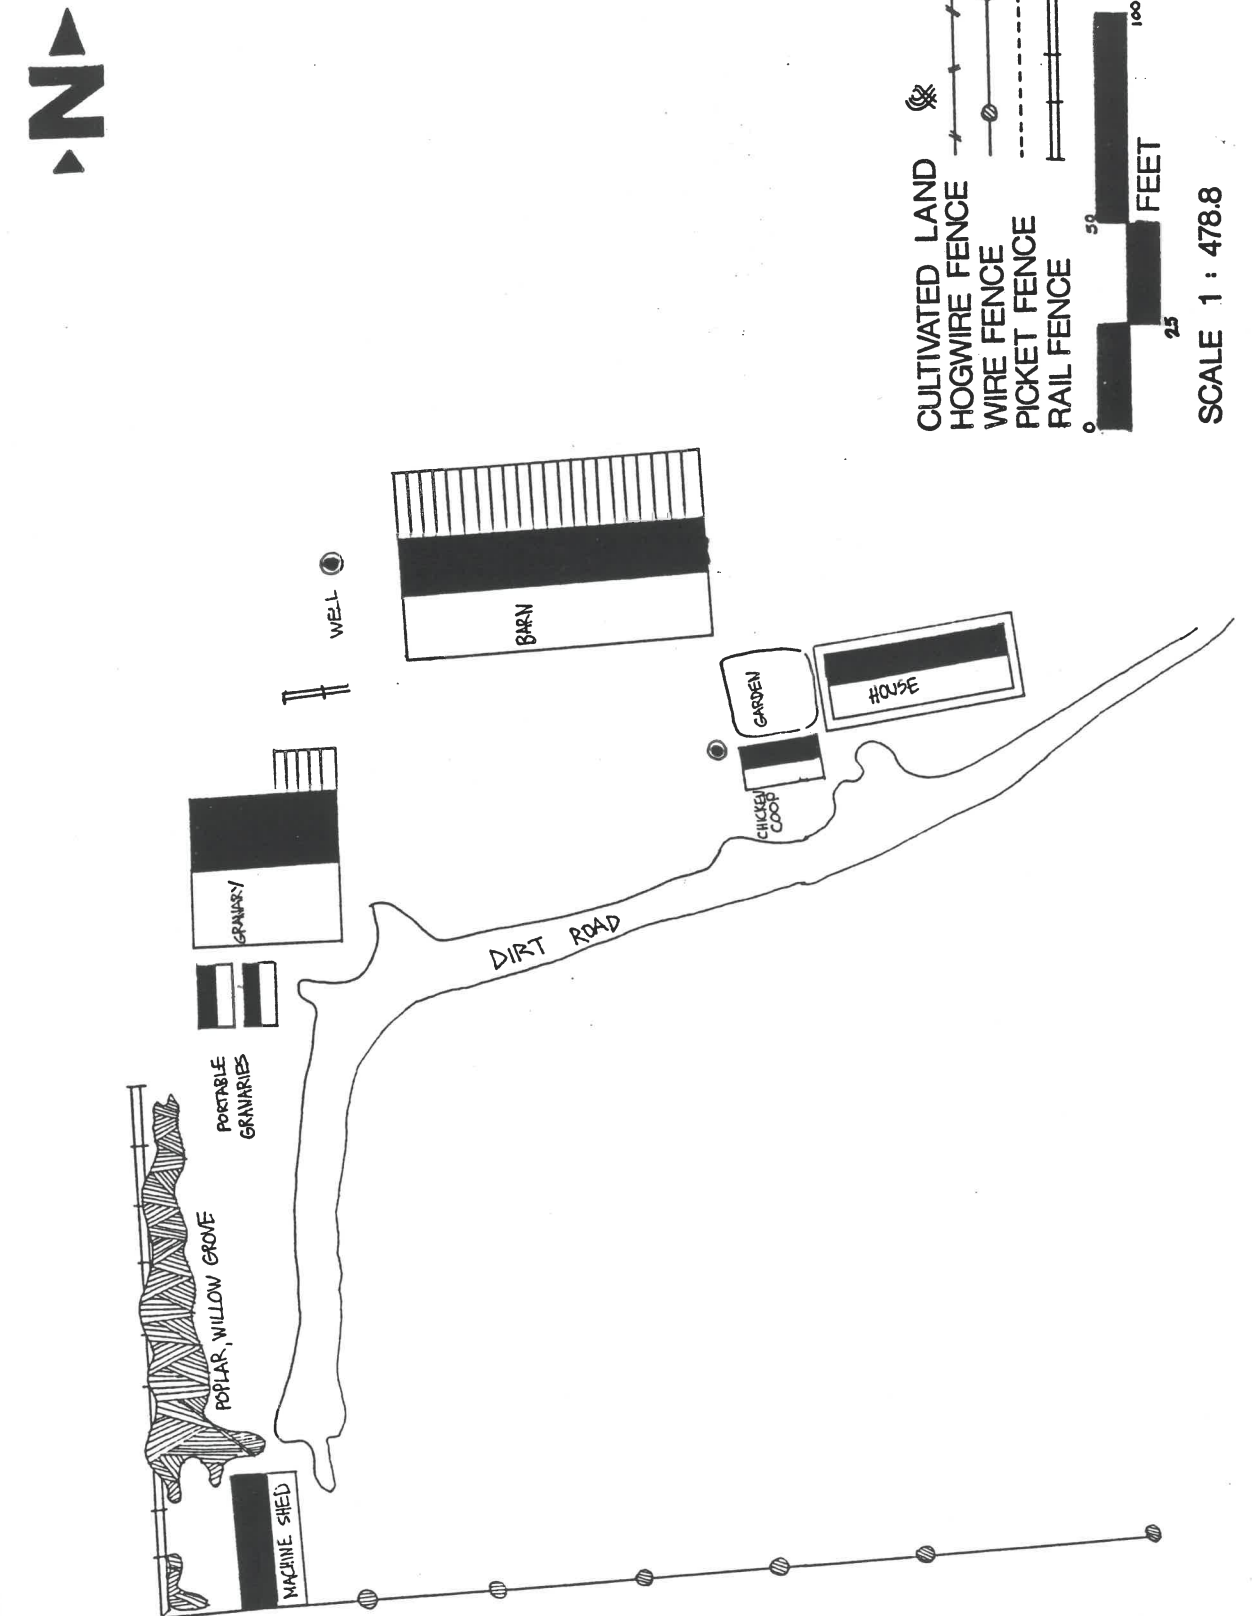 N
WELL
BARN
GARDEN
HOUSE
CHICKEN
COOP
GRANARY
DIRT ROAD
PORTABLE
GRANARIES
POPLAR, WILLOW GROVE
MACHINE SHED
CULTIVATED LAND
HOGWIRE FENCE
WIRE FENCE
PICKET FENCE
RAIL FENCE
0 25 50 100
FEET
SCALE 1 : 478.8